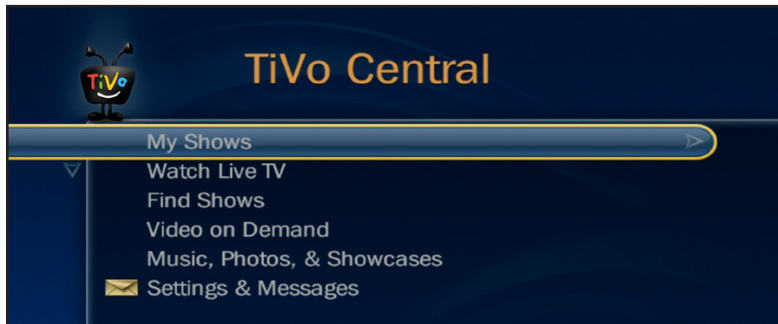 TiVo Central
TiVo
My Shows
Watch Live TV
Find Shows
Video on Demand
Music, Photos, & Showcases
Settings & Messages